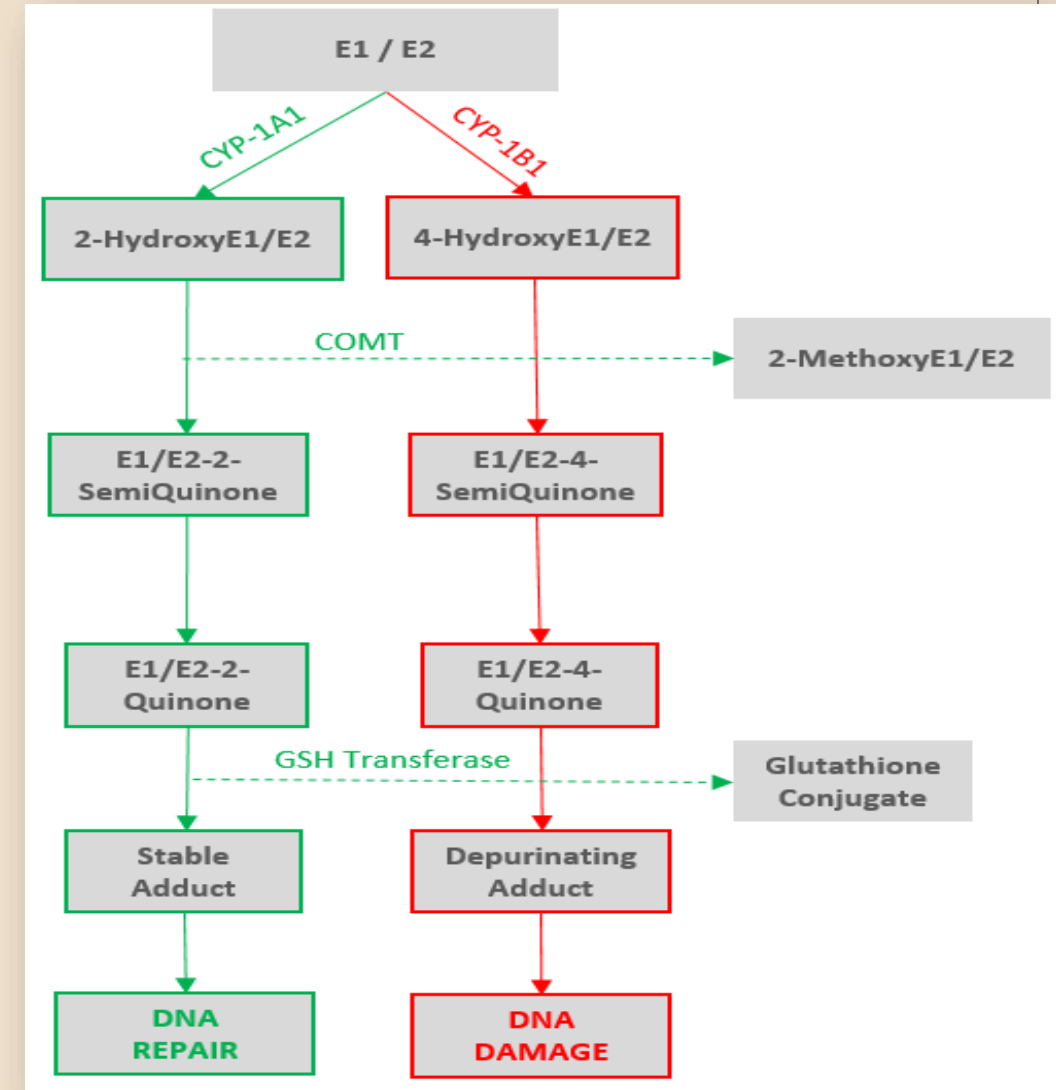 E1 / E2
CYP-1A1
CYP-1B1
2-HydroxyE1/E2
4-HydroxyE1/E2
COMT
2-MethoxyE1/E2
E1/E2-2-
SemiQuinone
E1/E2-4-
SemiQuinone
E1/E2-2-
Quinone
E1/E2-4-
Quinone
GSH Transferase
Glutathione
Conjugate
Stable
Adduct
Depurinating
Adduct
DNA
REPAIR
DNA
DAMAGE